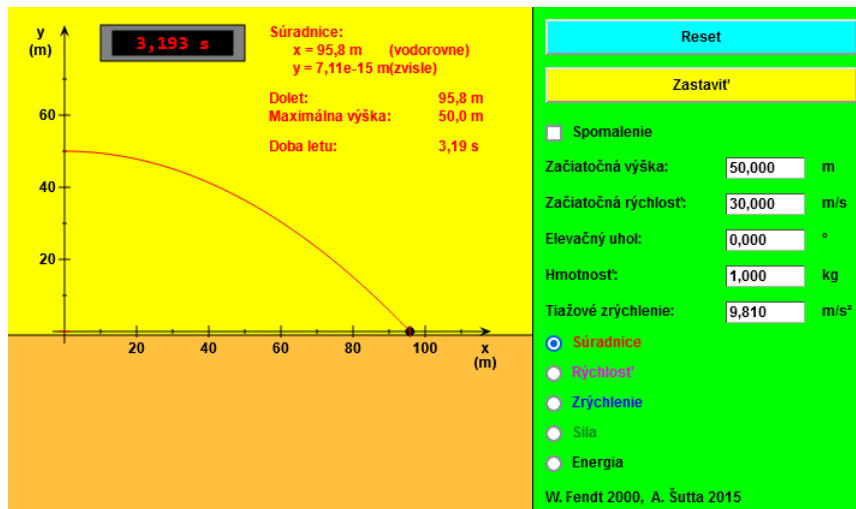 y
(m)
3,193 s
Súradnice:
x = 95,8 m (vodorovne)
y = 7,11e-15 m(zvisle)
Dolet: 95,8 m
Maximálna výška: 50,0 m
Doba letu: 3,19 s
60
40
20
20 40 60 80 100 x
(m)
Reset
Zastaviť
Spomalenie
Začiatočná výška: 50,000 m
Začiatočná rýchlosť: 30,000 m/s
Elevačný uhol: 0,000 °
Hmotnosť: 1,000 kg
Tiažové zrýchlenie: 9,810 m/s²
Súradnice
Rýchlosť
Zrýchlenie
Sila
Energia
W. Fendt 2000, A. Šutta 2015